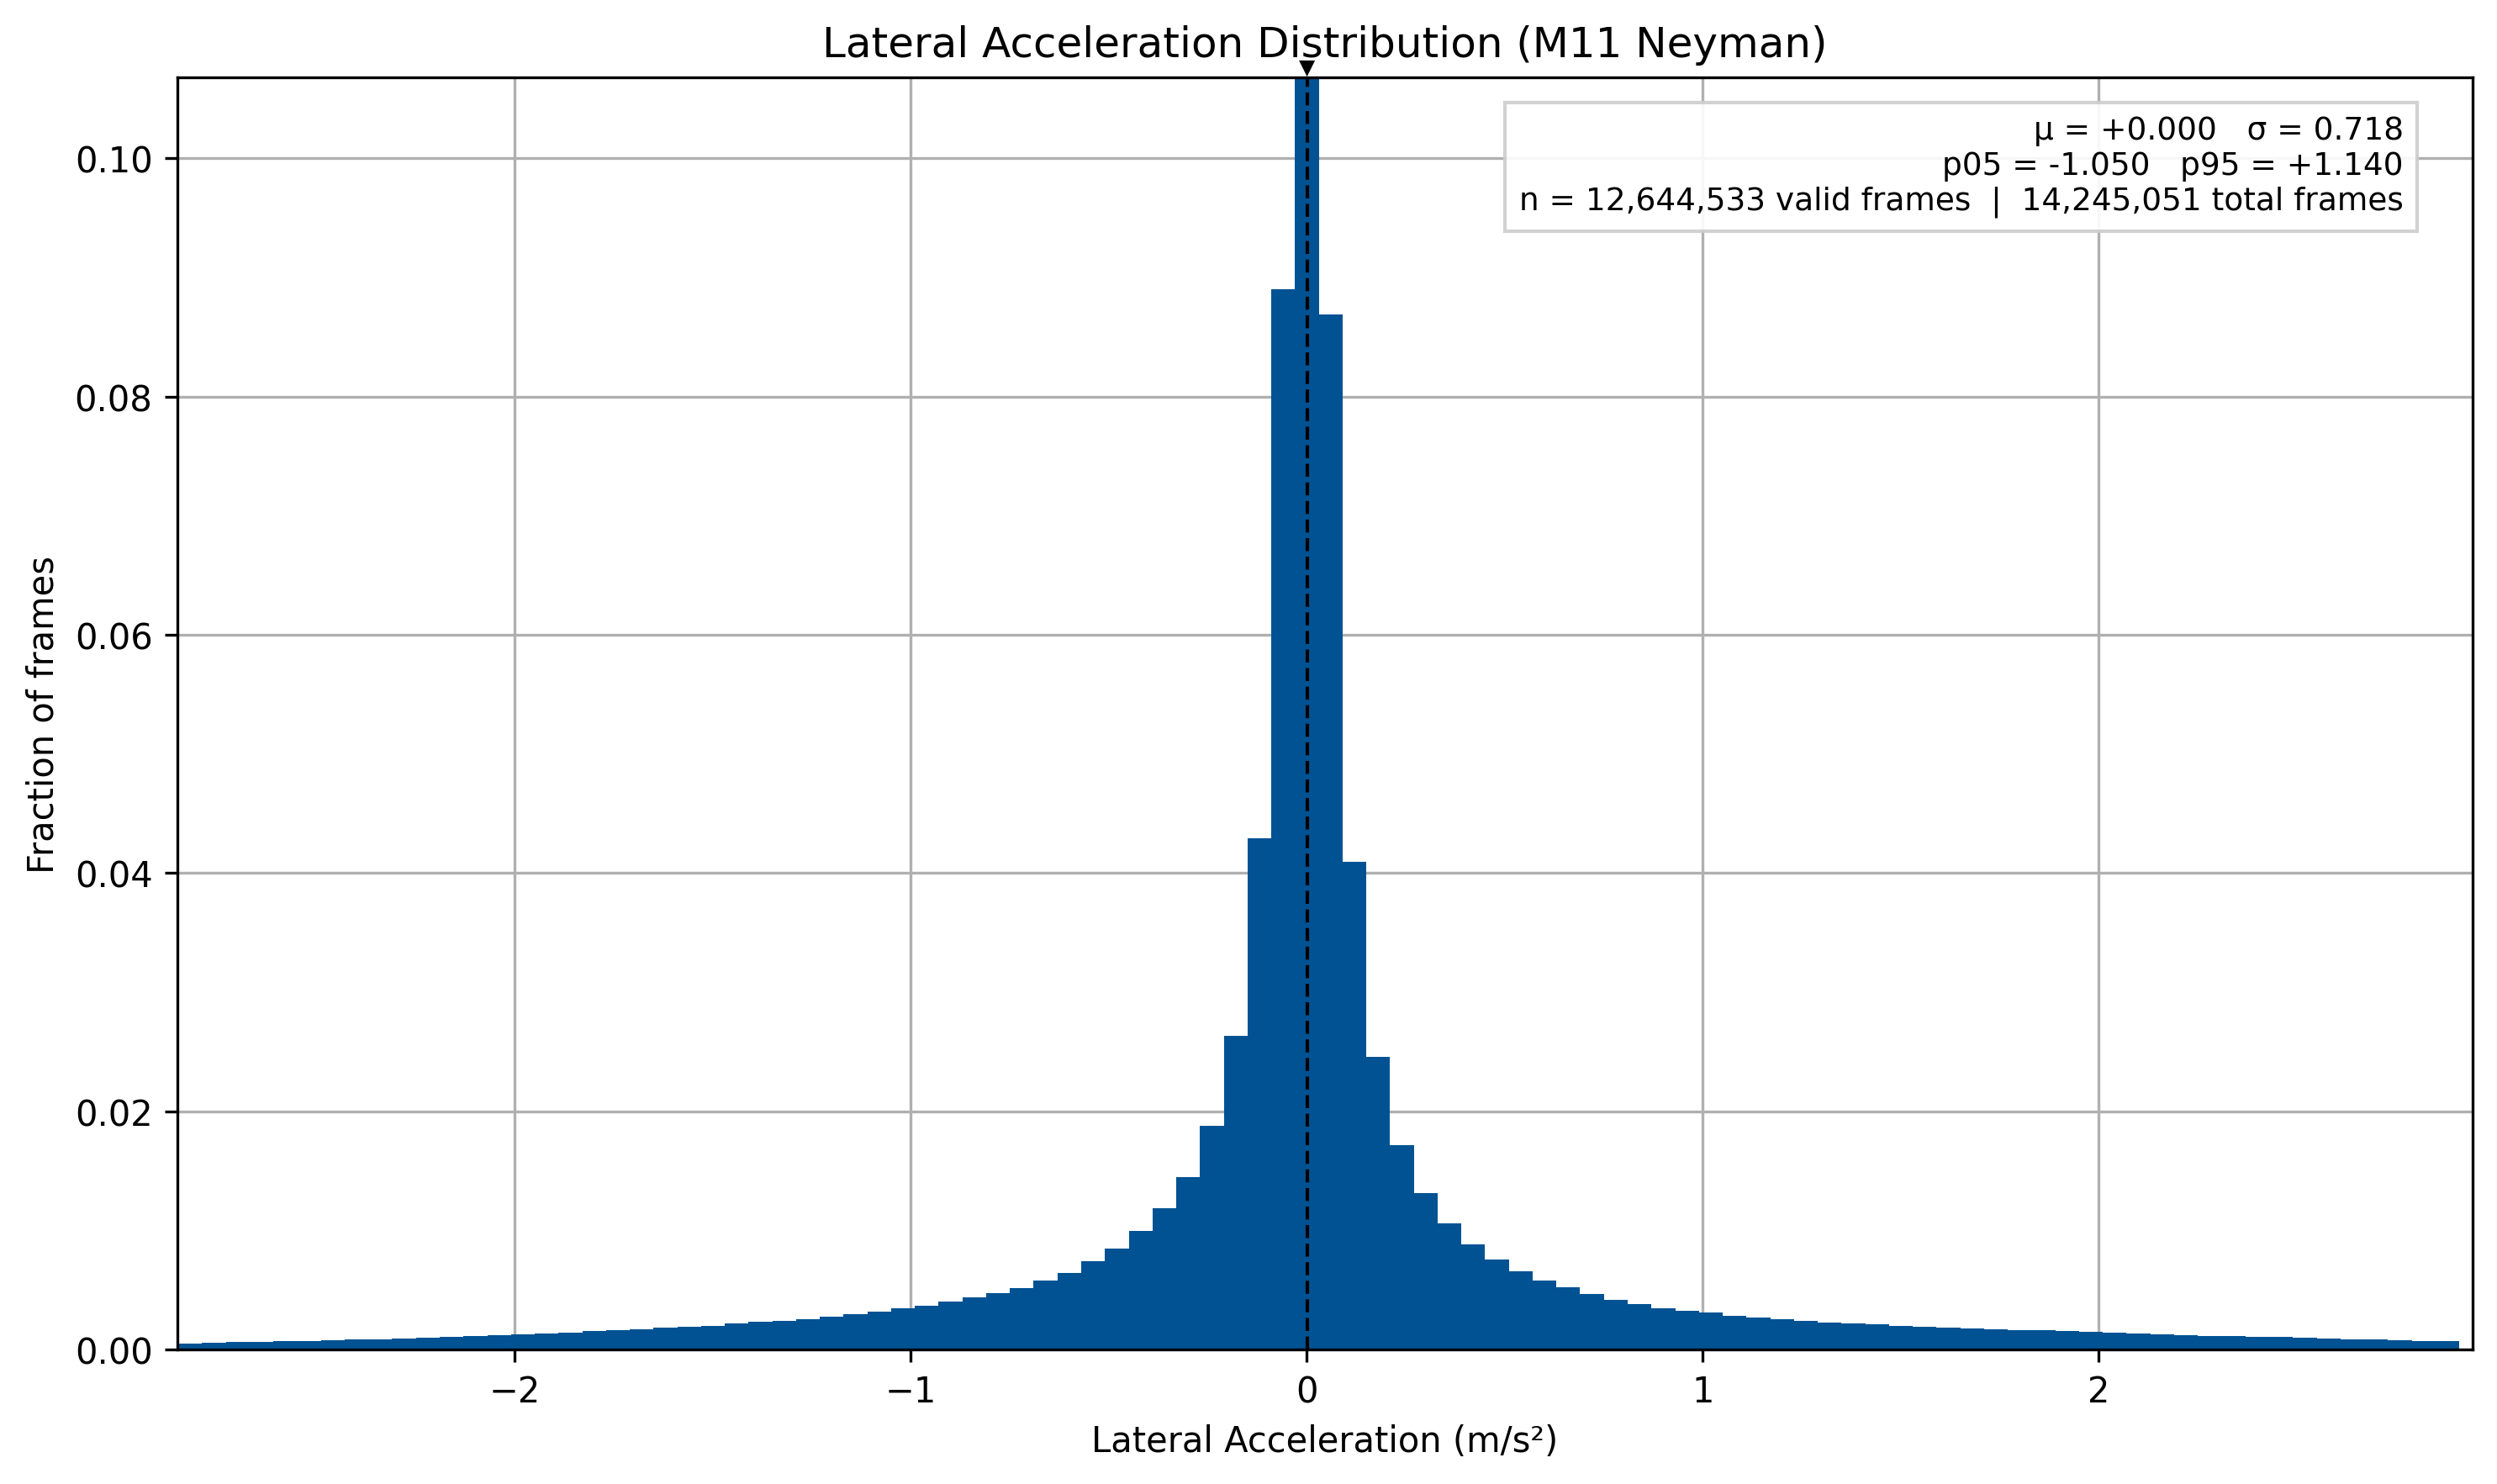 Lateral Acceleration Distribution (M11 Neyman)
μ = +0.000   σ = 0.718
p05 = -1.050   p95 = +1.140
n = 12,644,533 valid frames  |  14,245,051 total frames
0.10
0.08
0.06
0.04
0.02
0.00
Fraction of frames
−2
−1
0
1
2
Lateral Acceleration (m/s²)